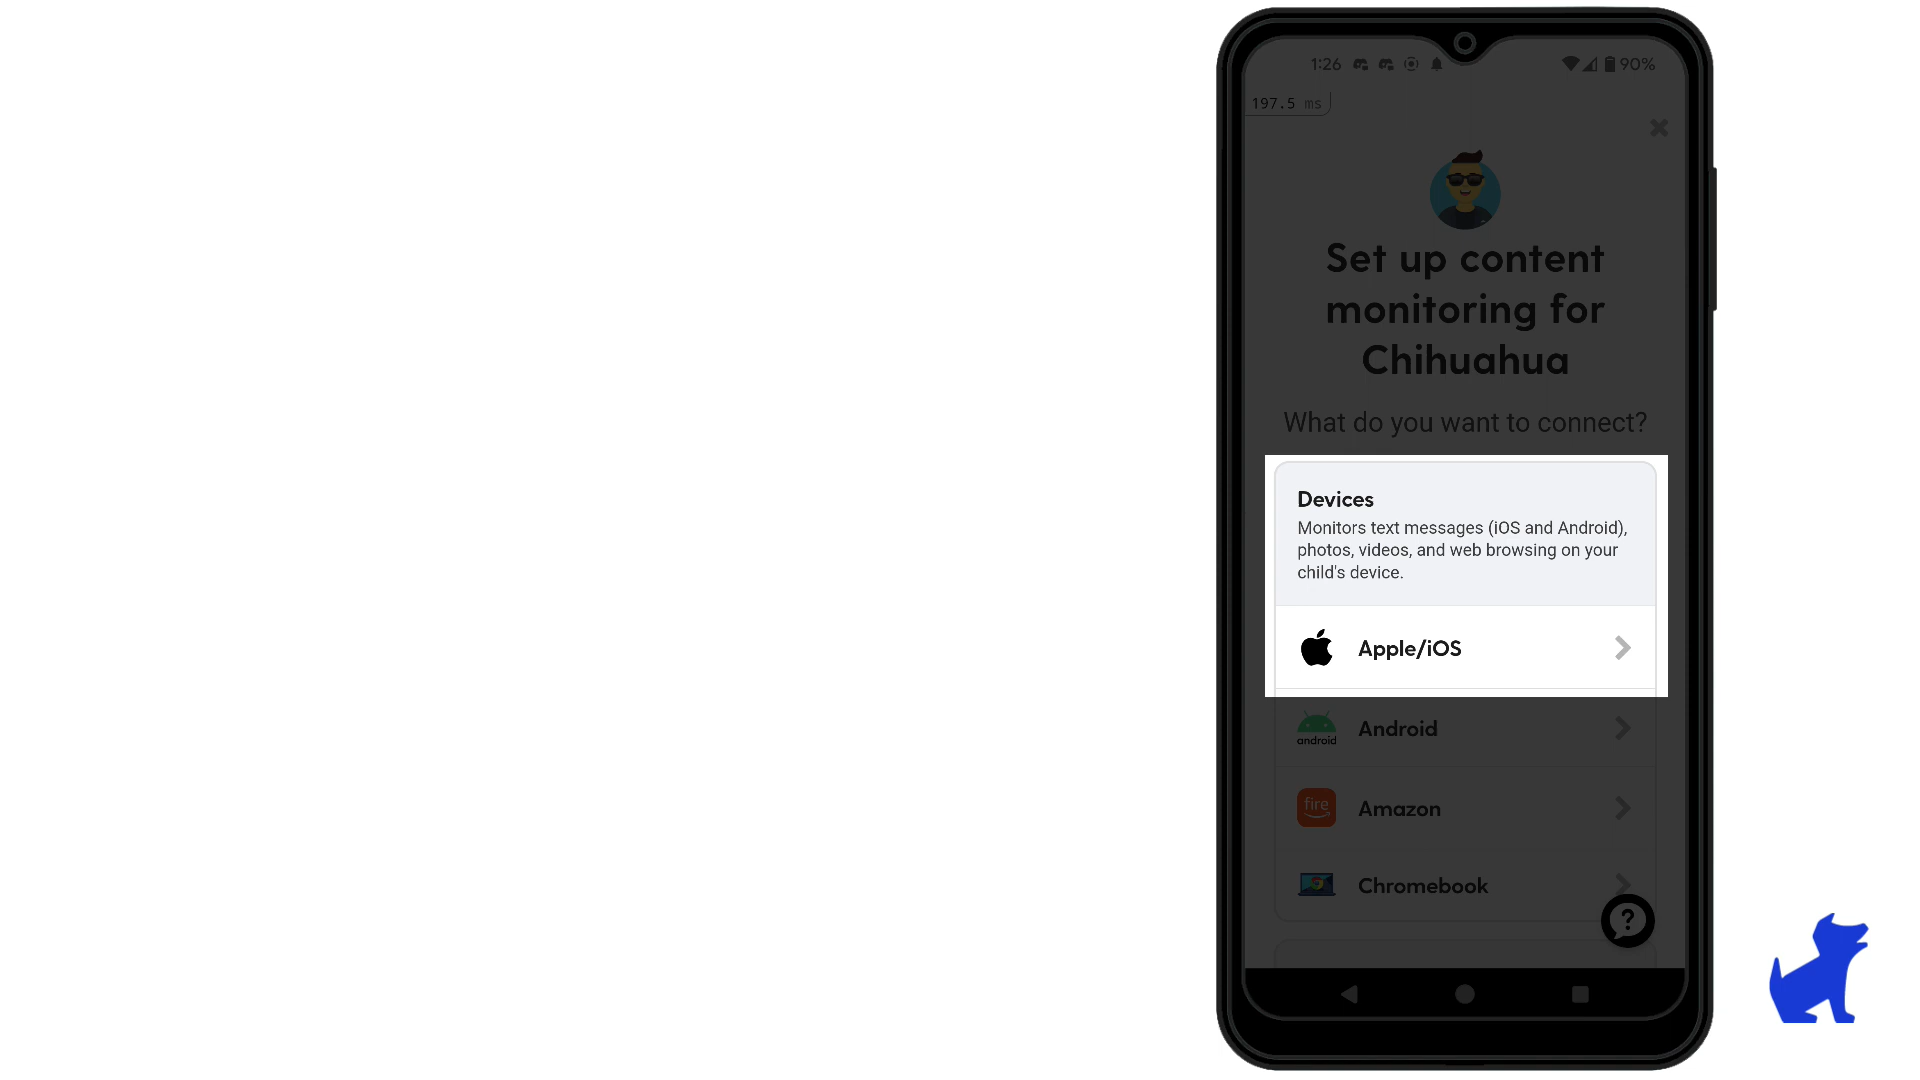 1:26 90%
197.5 ms
Set up content
monitoring for
Chihuahua
What do you want to connect?
Devices
Monitors text messages (iOS and Android),
photos, videos, and web browsing on your
child's device.
Apple/iOS
android
Android
fire
Amazon
Chromebook
?